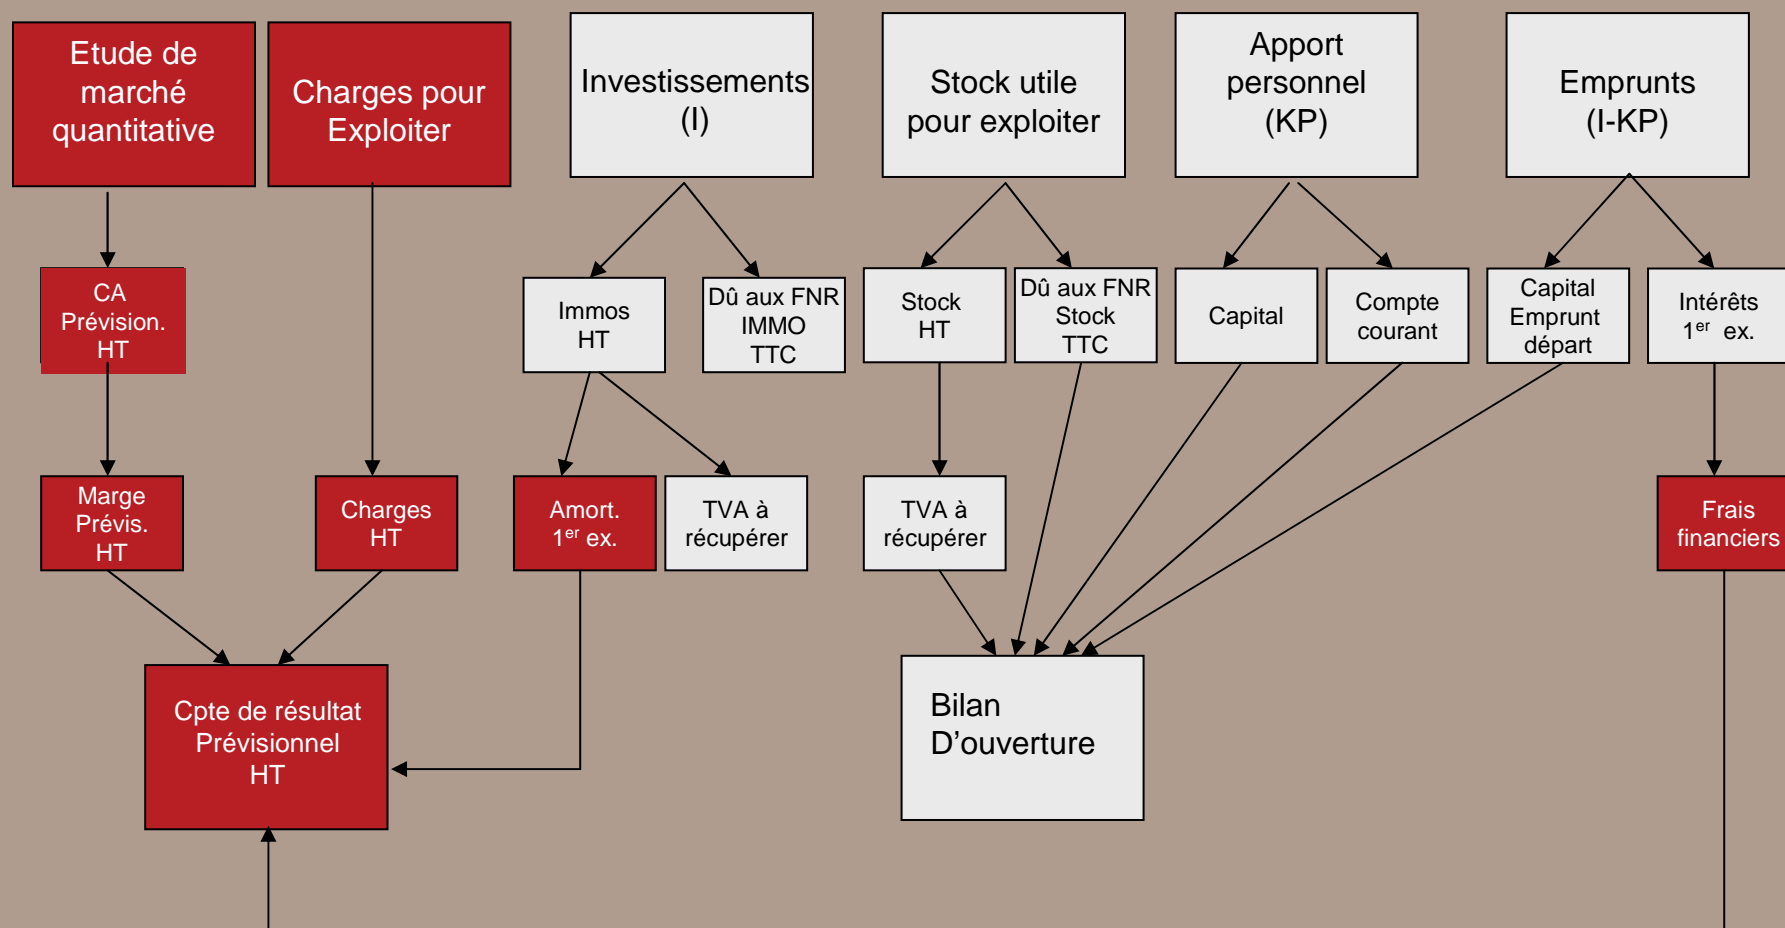 Etude de
marché
quantitative
Charges pour
Exploiter
Investissements
(I)
Stock utile
pour exploiter
Apport
personnel
(KP)
Emprunts
(I-KP)
CA
Prévision.
HT
Immos
HT
Dû aux FNR
IMMO
TTC
Stock
HT
Dû aux FNR
Stock
TTC
Capital
Compte
courant
Capital
Emprunt
départ
Intérêts
1er ex.
Marge
Prévis.
HT
Charges
HT
Amort.
1er ex.
TVA à
récupérer
TVA à
récupérer
Frais
financiers
Cpte de résultat
Prévisionnel
HT
Bilan
D’ouverture